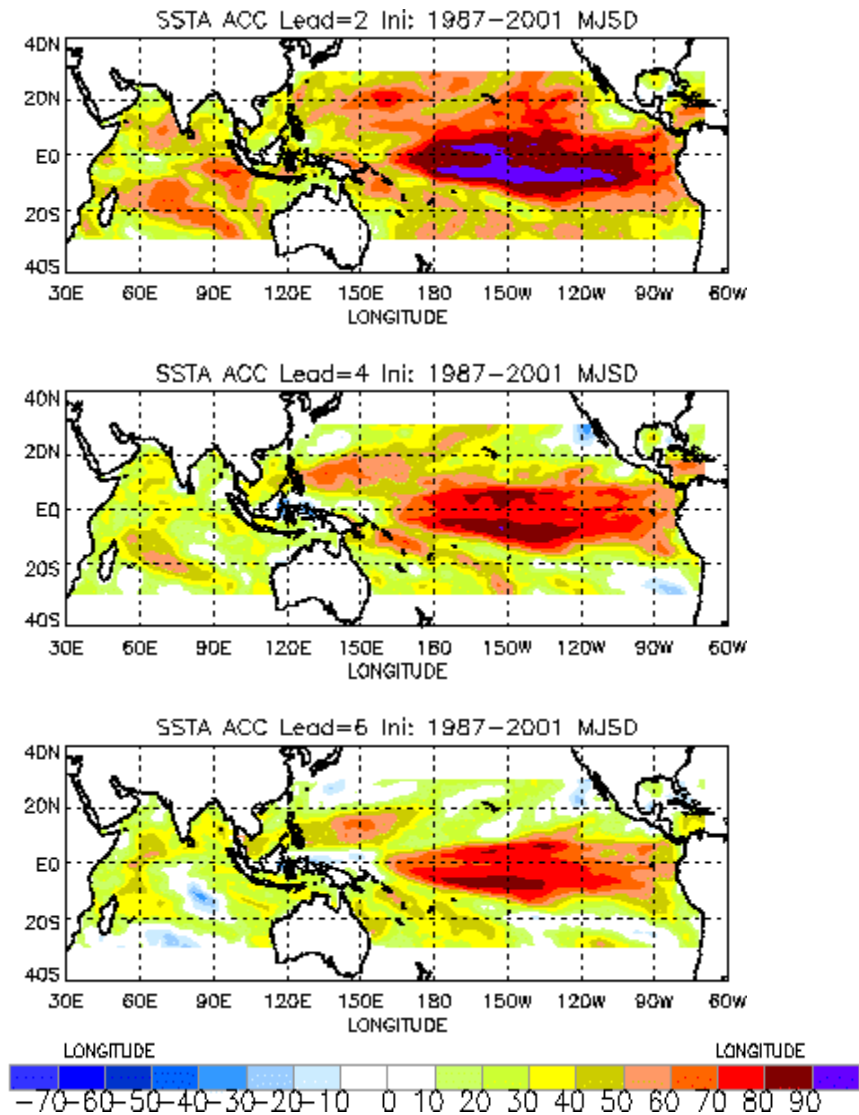 SSTA ACC Lead=2 Ini: 1987-2001 MJSD
40N
20N
EQ
20S
40S
30E 60E 90E 120E 150E 180 150W 120W 90W 60W
LONGITUDE
SSTA ACC Lead=4 Ini: 1987-2001 MJSD
40N
20N
EQ
20S
40S
30E 60E 90E 120E 150E 180 150W 120W 90W 60W
LONGITUDE
SSTA ACC Lead=6 Ini: 1987-2001 MJSD
40N
20N
EQ
20S
40S
30E 60E 90E 120E 150E 180 150W 120W 90W 60W
LONGITUDE
LONGITUDE LONGITUDE
-70-60-50-40-30-20-10 0 10 20 30 40 50 60 70 80 90